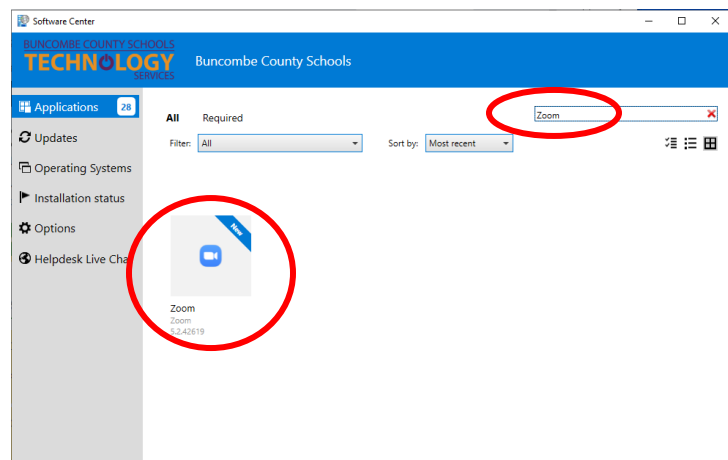 Software Center
BUNCOMBE COUNTY SCHOOLS
TECHNOLOGY
SERVICES
Buncombe County Schools
Applications 28
Updates
Operating Systems
Installation status
Options
Helpdesk Live
All Required
Zoom
Filter: All Sort by: Most recent
New
Zoom
Zoom
5.2.42619